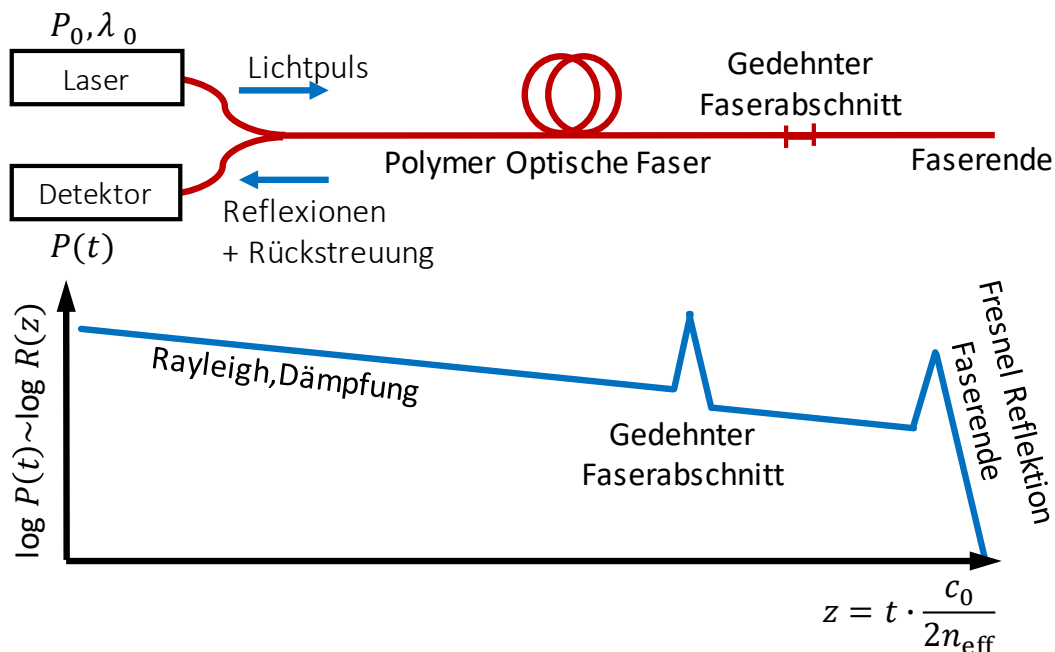 P₀, λ₀
Laser
Lichtpuls
Gedehnter
Faserabschnitt
Polymer Optische Faser
Faserende
Detektor
Reflexionen
+ Rückstreuung
P(t)
log P(t)~log R(z)
Rayleigh,Dämpfung
Gedehnter
Faserabschnitt
Fresnel Reflektion
Faserende
z = t · c₀ / 2n_eff